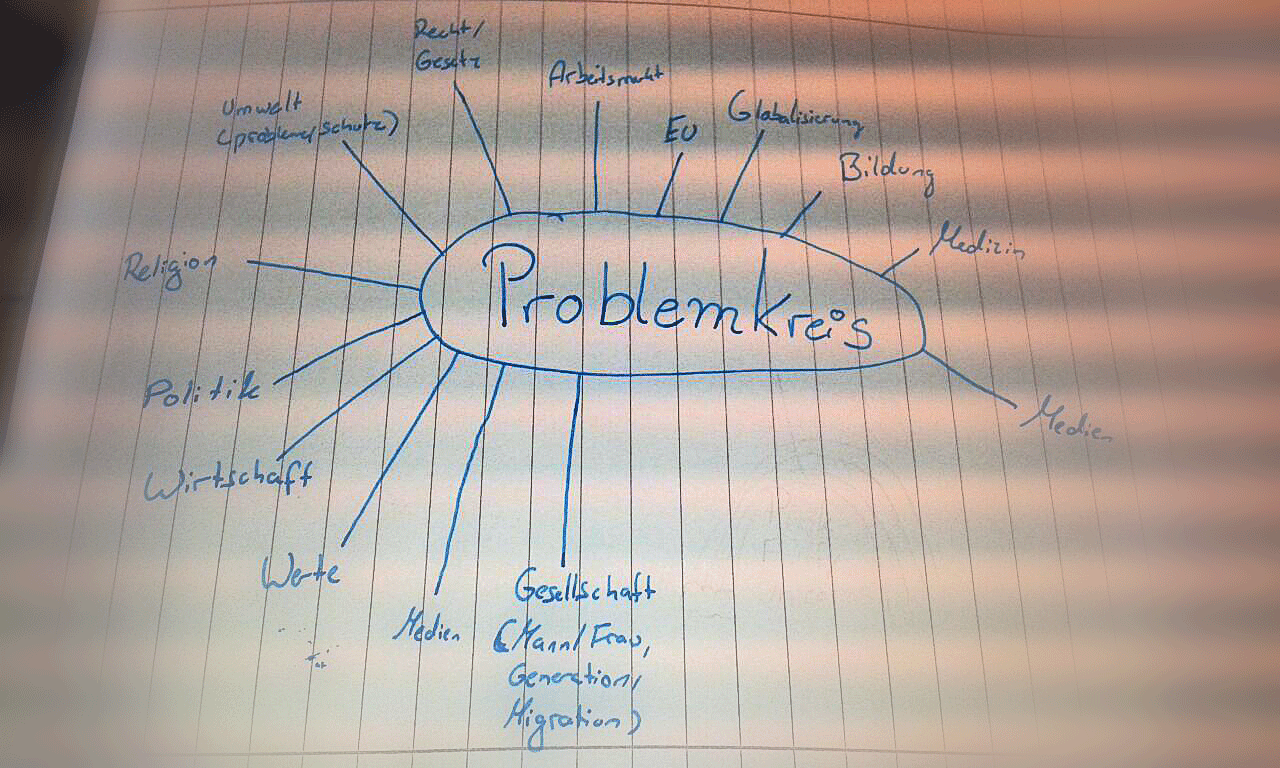 Recht/
Gesetz
Arbeitsmarkt
Umwelt
(probleme/schutz)
EU
Globalisierung
Bildung
Medizin
Religion
Problemkreis
Politik
Medien
Wirtschaft
Werte
Medien
Gesellschaft
(Mann/Frau,
Generation,
Migration)